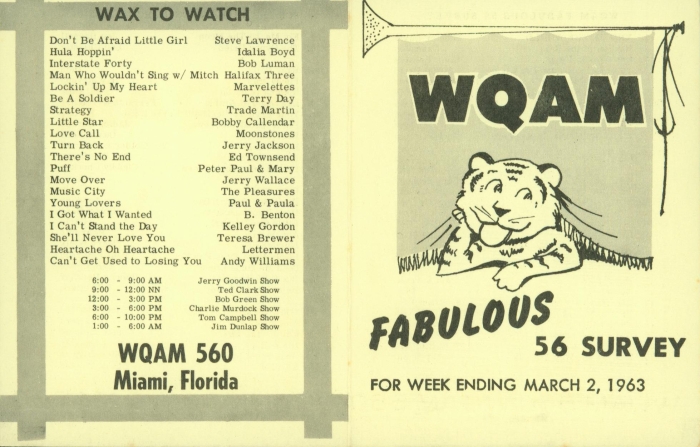 WAX TO WATCH
Don't Be Afraid Little Girl Steve Lawrence
Hula Hoppin' Idalia Boyd
Interstate Forty Bob Luman
Man Who Wouldn't Sing w/ Mitch Halifax Three
Lockin' Up My Heart Marvelettes
Be A Soldier Terry Day
Strategy Trade Martin
Little Star Bobby Callendar
Love Call Moonstones
Turn Back Jerry Jackson
There's No End Ed Townsend
Puff Peter Paul & Mary
Move Over Jerry Wallace
Music City The Pleasures
Young Lovers Paul & Paula
I Got What I Wanted B. Benton
I Can't Stand the Day Kelley Gordon
She'll Never Love You Teresa Brewer
Heartache Oh Heartache Lettermen
Can't Get Used to Losing You Andy Williams
6:00 - 9:00 AM Jerry Goodwin Show
9:00 - 12:00 NN Ted Clark Show
12:00 - 3:00 PM Bob Green Show
3:00 - 6:00 PM Charlie Murdock Show
6:00 - 10:00 PM Tom Campbell Show
1:00 - 6:00 AM Jim Dunlap Show
WQAM 560
Miami, Florida
WQAM
FABULOUS
56 SURVEY
FOR WEEK ENDING MARCH 2, 1963